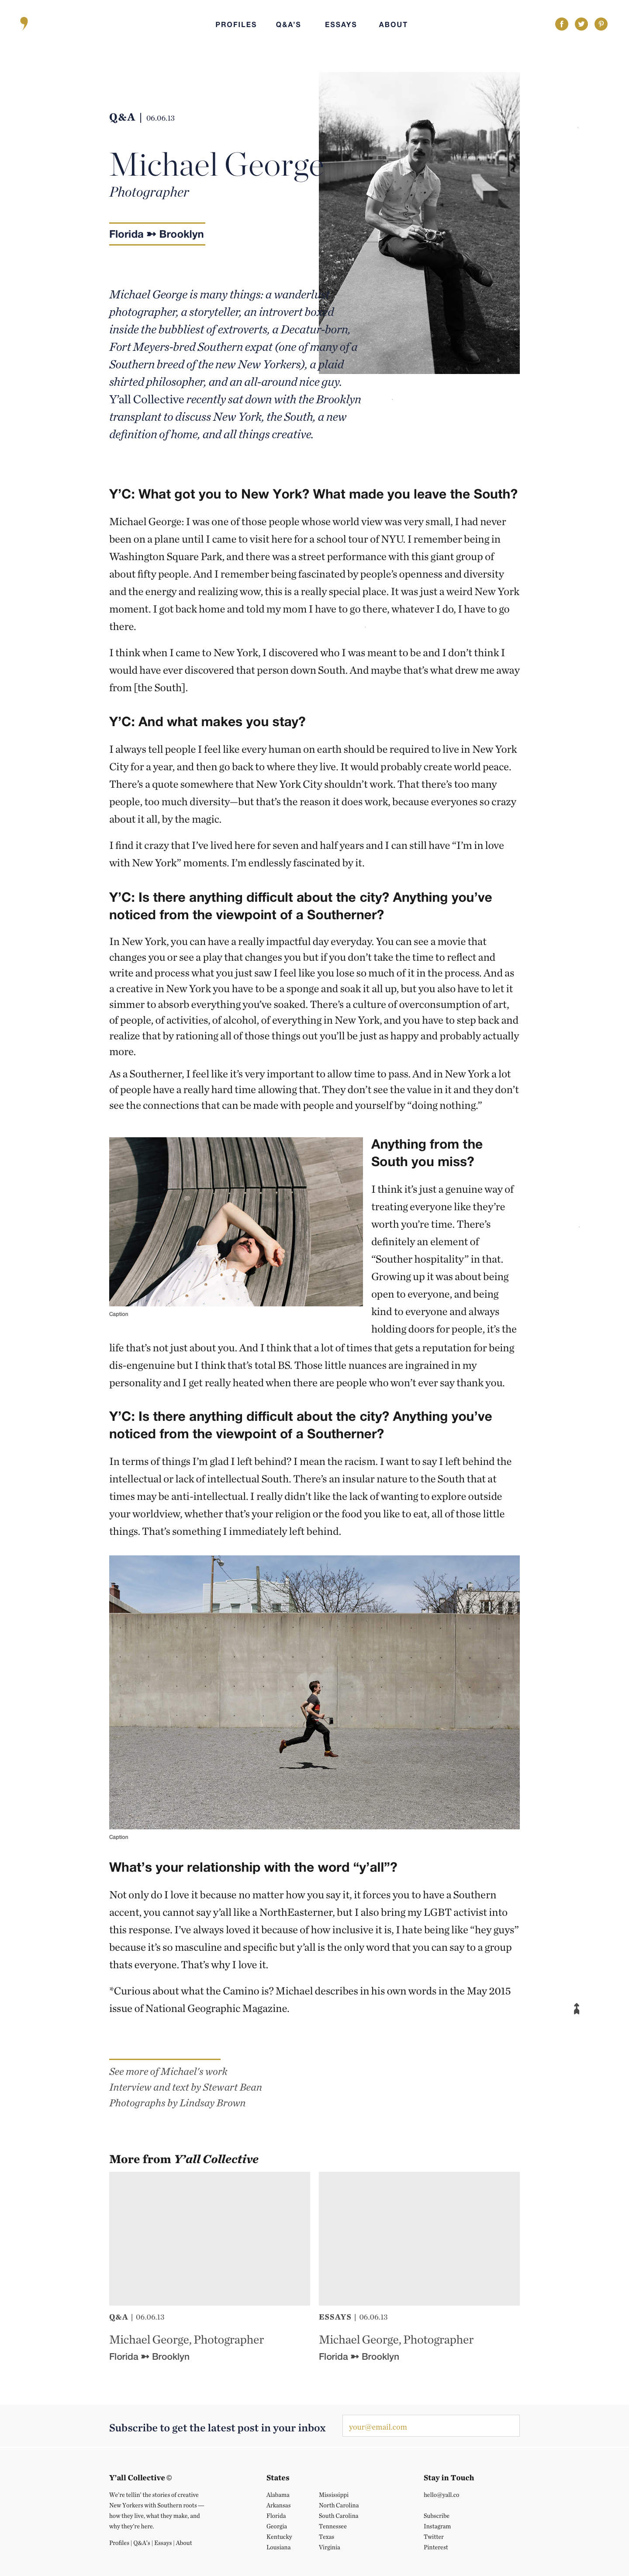 PROFILES Q&A'S ESSAYS ABOUT
Q&A | 06.06.13
Michael George
Photographer
Florida ➳ Brooklyn
Michael George is many things: a wanderlust
photographer, a storyteller, an introvert boxed
inside the bubbliest of extroverts, a Decatur-born,
Fort Meyers-bred Southern expat (one of many of a
Southern breed of the new New Yorkers), a plaid
shirted philosopher, and an all-around nice guy.
Y'all Collective recently sat down with the Brooklyn
transplant to discuss New York, the South, a new
definition of home, and all things creative.
Y'C: What got you to New York? What made you leave the South?
Michael George: I was one of those people whose world view was very small, I had never
been on a plane until I came to visit here for a school tour of NYU. I remember being in
Washington Square Park, and there was a street performance with this giant group of
about fifty people. And I remember being fascinated by people's openness and diversity
and the energy and realizing wow, this is a really special place. It was just a weird New York
moment. I got back home and told my mom I have to go there, whatever I do, I have to go
there.
I think when I came to New York, I discovered who I was meant to be and I don't think I
would have ever discovered that person down South. And maybe that's what drew me away
from [the South].
Y'C: And what makes you stay?
I always tell people I feel like every human on earth should be required to live in New York
City for a year, and then go back to where they live. It would probably create world peace.
There's a quote somewhere that New York City shouldn't work. That there's too many
people, too much diversity—but that's the reason it does work, because everyones so crazy
about it all, by the magic.
I find it crazy that I've lived here for seven and half years and I can still have “I'm in love
with New York” moments. I'm endlessly fascinated by it.
Y'C: Is there anything difficult about the city? Anything you've
noticed from the viewpoint of a Southerner?
In New York, you can have a really impactful day everyday. You can see a movie that
changes you or see a play that changes you but if you don't take the time to reflect and
write and process what you just saw I feel like you lose so much of it in the process. And as
a creative in New York you have to be a sponge and soak it all up, but you also have to let it
simmer to absorb everything you've soaked. There's a culture of overconsumption of art,
of people, of activities, of alcohol, of everything in New York, and you have to step back and
realize that by rationing all of those things out you'll be just as happy and probably actually
more.
As a Southerner, I feel like it's very important to allow time to pass. And in New York a lot
of people have a really hard time allowing that. They don't see the value in it and they don't
see the connections that can be made with people and yourself by “doing nothing.”
Caption
Anything from the
South you miss?
I think it's just a genuine way of
treating everyone like they're
worth you're time. There's
definitely an element of
“Souther hospitality” in that.
Growing up it was about being
open to everyone, and being
kind to everyone and always
holding doors for people, it's the
life that's not just about you. And I think that a lot of times that gets a reputation for being
dis-engenuine but I think that's total BS. Those little nuances are ingrained in my
personality and I get really heated when there are people who won't ever say thank you.
Y'C: Is there anything difficult about the city? Anything you've
noticed from the viewpoint of a Southerner?
In terms of things I'm glad I left behind? I mean the racism. I want to say I left behind the
intellectual or lack of intellectual South. There's an insular nature to the South that at
times may be anti-intellectual. I really didn't like the lack of wanting to explore outside
your worldview, whether that's your religion or the food you like to eat, all of those little
things. That's something I immediately left behind.
Caption
What's your relationship with the word “y'all”?
Not only do I love it because no matter how you say it, it forces you to have a Southern
accent, you cannot say y'all like a NorthEasterner, but I also bring my LGBT activist into
this response. I've always loved it because of how inclusive it is, I hate being like “hey guys”
because it's so masculine and specific but y'all is the only word that you can say to a group
thats everyone. That's why I love it.
*Curious about what the Camino is? Michael describes in his own words in the May 2015
issue of National Geographic Magazine.
See more of Michael's work
Interview and text by Stewart Bean
Photographs by Lindsay Brown
More from Y'all Collective
Q&A | 06.06.13
Michael George, Photographer
Florida ➳ Brooklyn
ESSAYS | 06.06.13
Michael George, Photographer
Florida ➳ Brooklyn
Subscribe to get the latest post in your inbox
your@email.com
Y'all Collective ©
We're tellin' the stories of creative
New Yorkers with Southern roots —
how they live, what they make, and
why they're here.
Profiles | Q&A's | Essays | About
States
Alabama
Arkansas
Florida
Georgia
Kentucky
Lousiana
Mississippi
North Carolina
South Carolina
Tennessee
Texas
Virginia
Stay in Touch
hello@yall.co
Subscribe
Instagram
Twitter
Pinterest